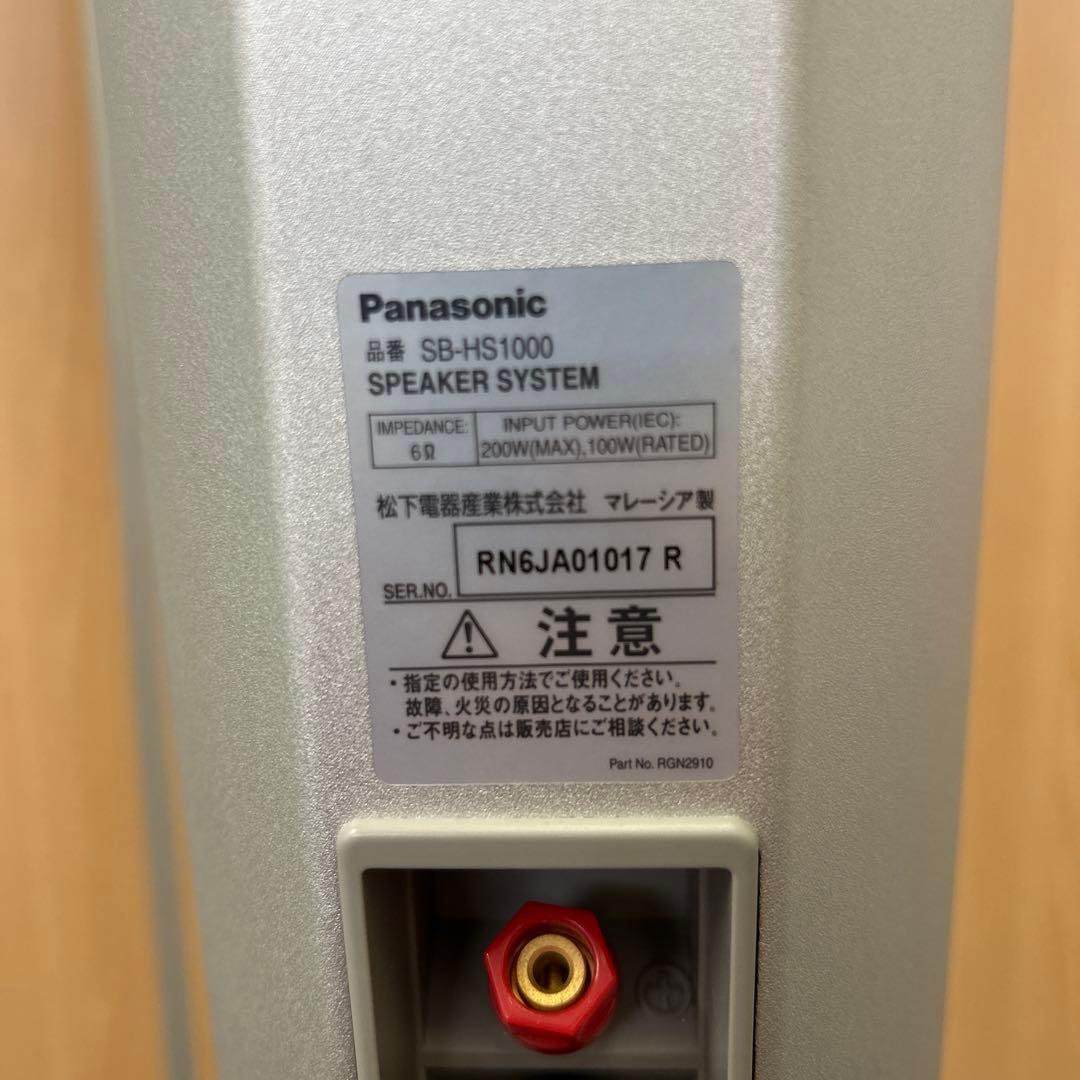 Panasonic
品番 SB-HS1000
SPEAKER SYSTEM
IMPEDANCE: 6Ω
INPUT POWER(IEC): 200W(MAX),100W(RATED)
松下電器産業株式会社 マレーシア製
SER.NO. RN6JA01017 R
注意
・指定の使用方法でご使用ください。
故障、火災の原因となることがあります。
・ご不明な点は販売店にご相談ください。
Part No. RGN2910